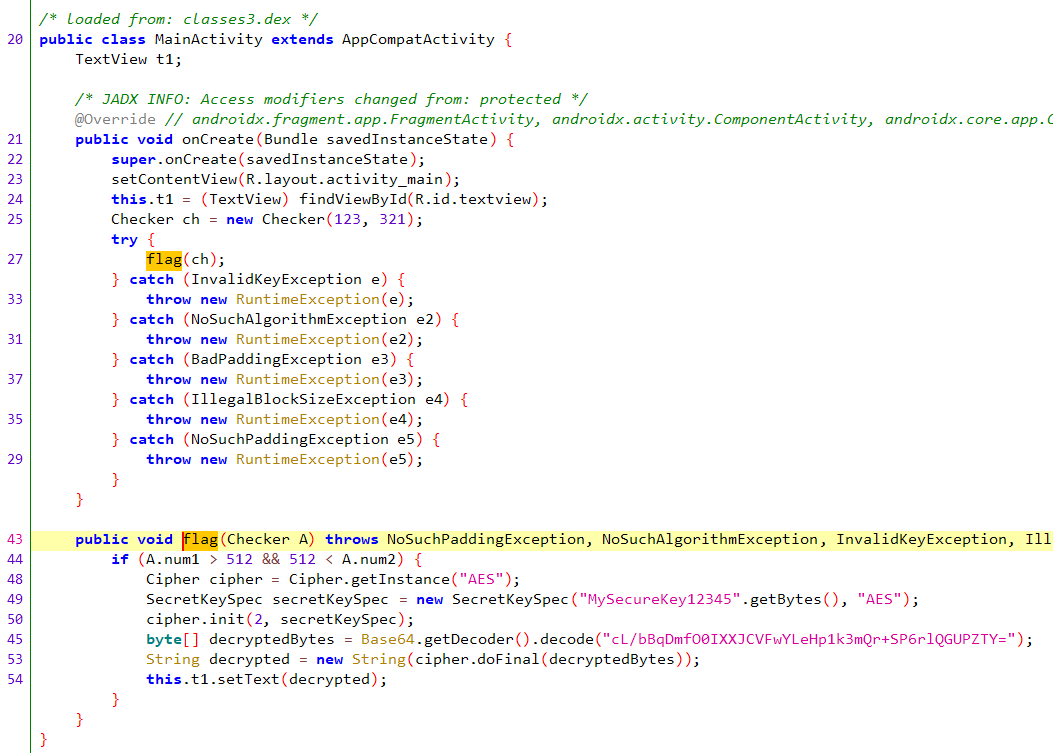 /* loaded from: classes3.dex */
20 public class MainActivity extends AppCompatActivity {
TextView t1;
/* JADX INFO: Access modifiers changed from: protected */
@Override // androidx.fragment.app.FragmentActivity, androidx.activity.ComponentActivity, androidx.core.app.C
21 public void onCreate(Bundle savedInstanceState) {
22 super.onCreate(savedInstanceState);
23 setContentView(R.layout.activity_main);
24 this.t1 = (TextView) findViewById(R.id.textview);
25 Checker ch = new Checker(123, 321);
try {
27 flag(ch);
} catch (InvalidKeyException e) {
33 throw new RuntimeException(e);
} catch (NoSuchAlgorithmException e2) {
31 throw new RuntimeException(e2);
} catch (BadPaddingException e3) {
37 throw new RuntimeException(e3);
} catch (IllegalBlockSizeException e4) {
35 throw new RuntimeException(e4);
} catch (NoSuchPaddingException e5) {
29 throw new RuntimeException(e5);
}
}
43 public void flag(Checker A) throws NoSuchPaddingException, NoSuchAlgorithmException, InvalidKeyException, Ill
44 if (A.num1 > 512 && 512 < A.num2) {
48 Cipher cipher = Cipher.getInstance("AES");
49 SecretKeySpec secretKeySpec = new SecretKeySpec("MySecureKey12345".getBytes(), "AES");
50 cipher.init(2, secretKeySpec);
45 byte[] decryptedBytes = Base64.getDecoder().decode("cL/bBqDmfO0IXXJCVFwYLeHp1k3mQr+SP6rlQGUPZTY=");
53 String decrypted = new String(cipher.doFinal(decryptedBytes));
54 this.t1.setText(decrypted);
}
}
}